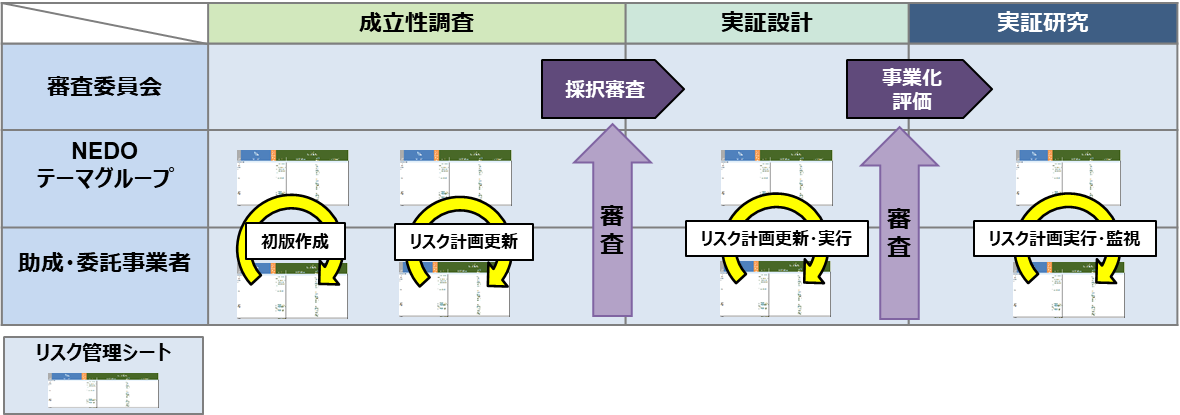 成立性調査
実証設計
実証研究
審査委員会
採択審査
事業化
評価
NEDO
テーマグループ
助成・委託事業者
初版作成
リスク計画更新
審査
リスク計画更新・実行
審査
リスク計画実行・監視
リスク管理シート